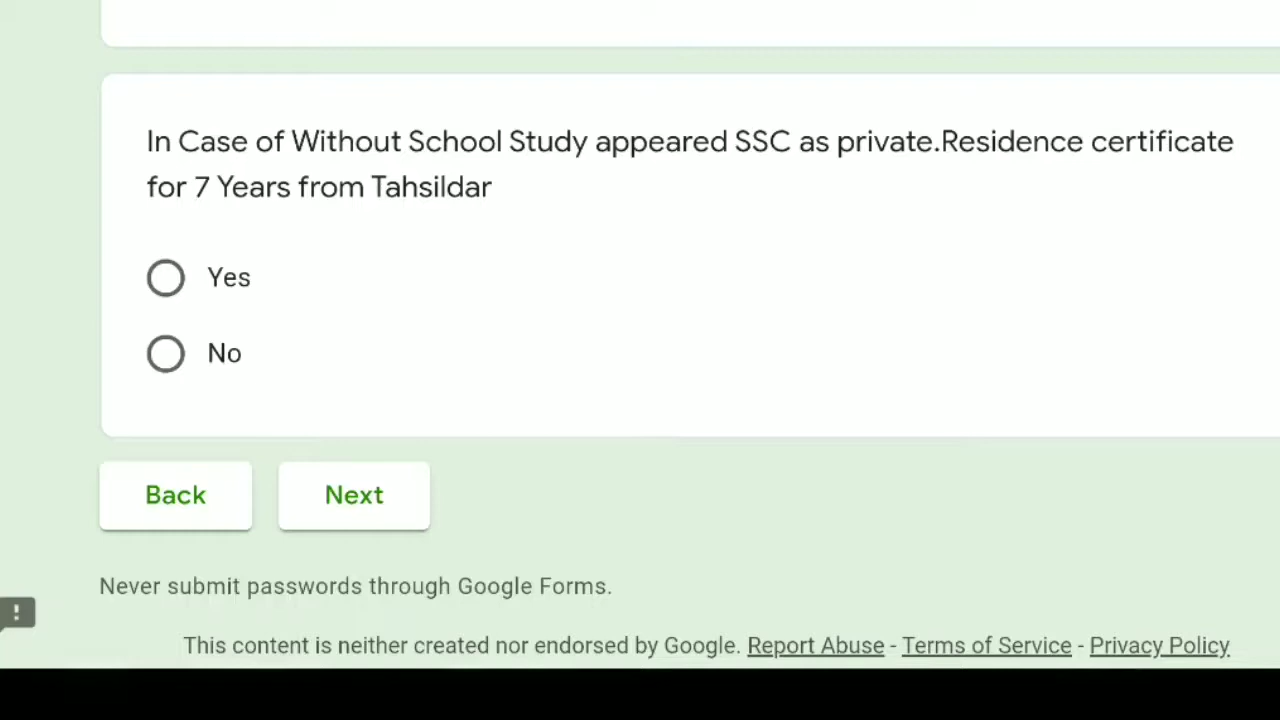 In Case of Without School Study appeared SSC as private.Residence certificate
for 7 Years from Tahsildar
Yes
No
Back
Next
Never submit passwords through Google Forms.
!
This content is neither created nor endorsed by Google. Report Abuse - Terms of Service - Privacy Policy